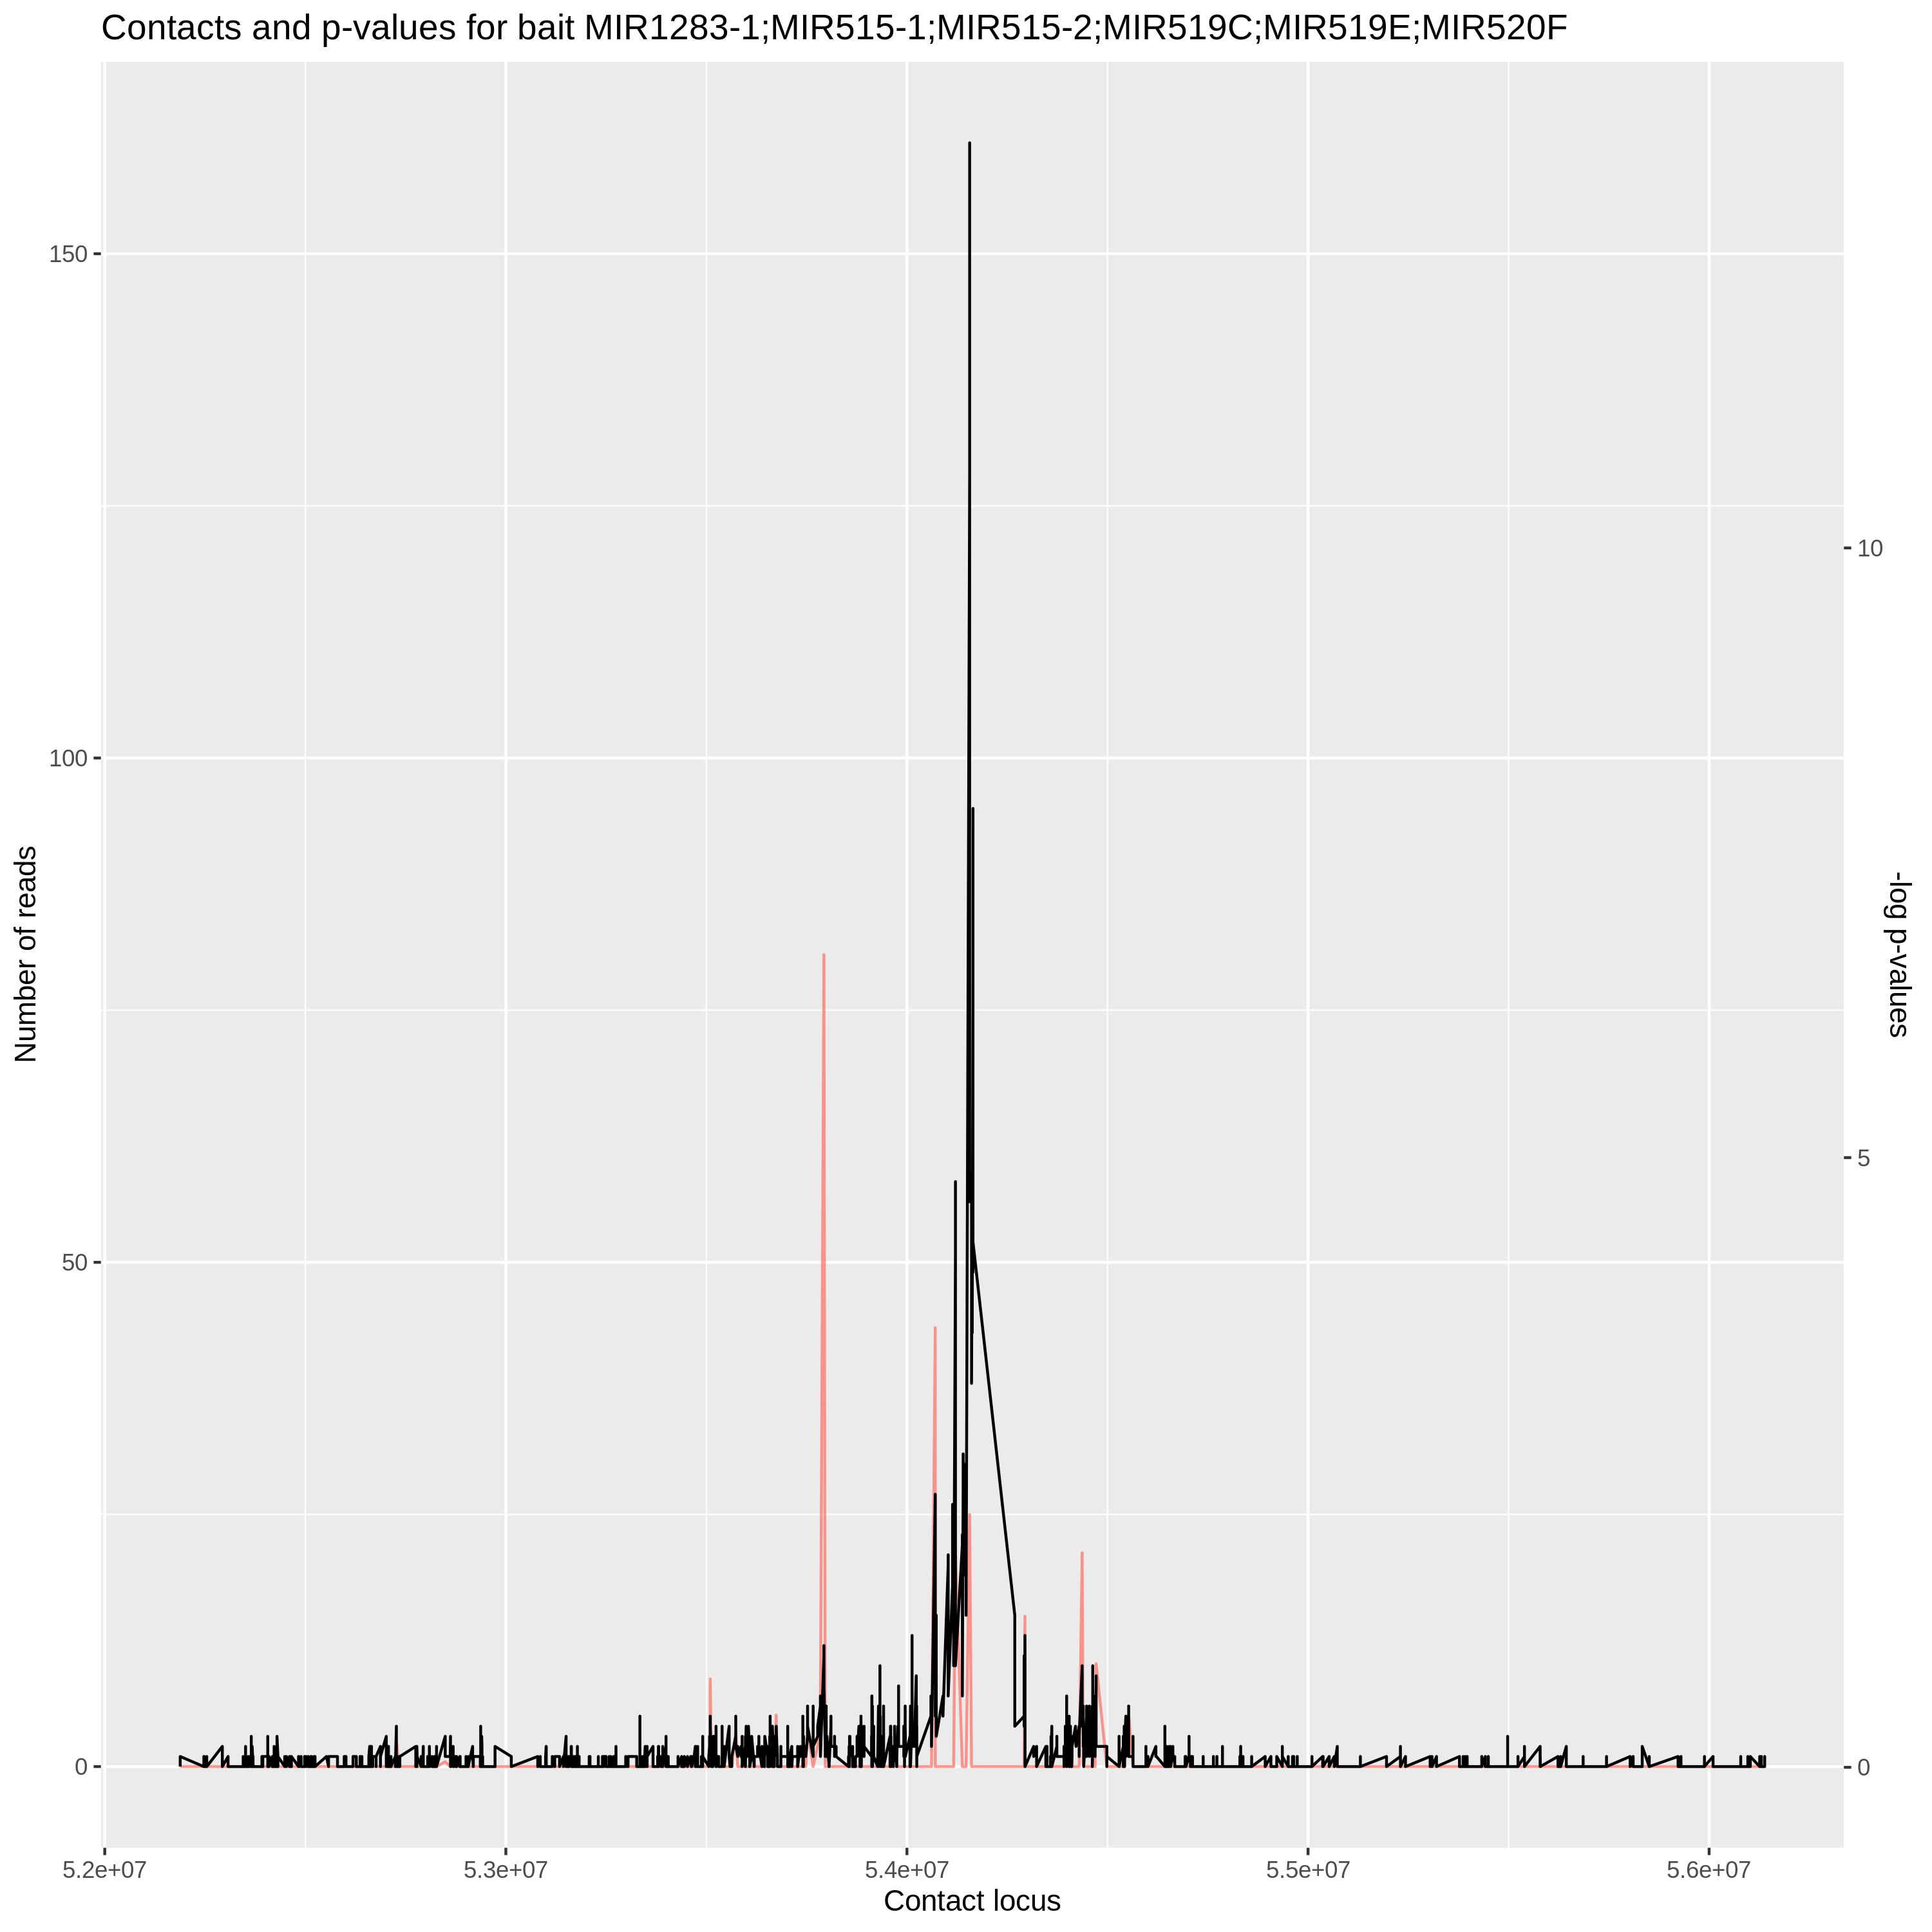 Contacts and p-values for bait MIR1283-1;MIR515-1;MIR515-2;MIR519C;MIR519E;MIR520F
150
100
50
0
Number of reads
10
5
0
-log p-values
5.2e+07 5.3e+07 5.4e+07 5.5e+07 5.6e+07
Contact locus